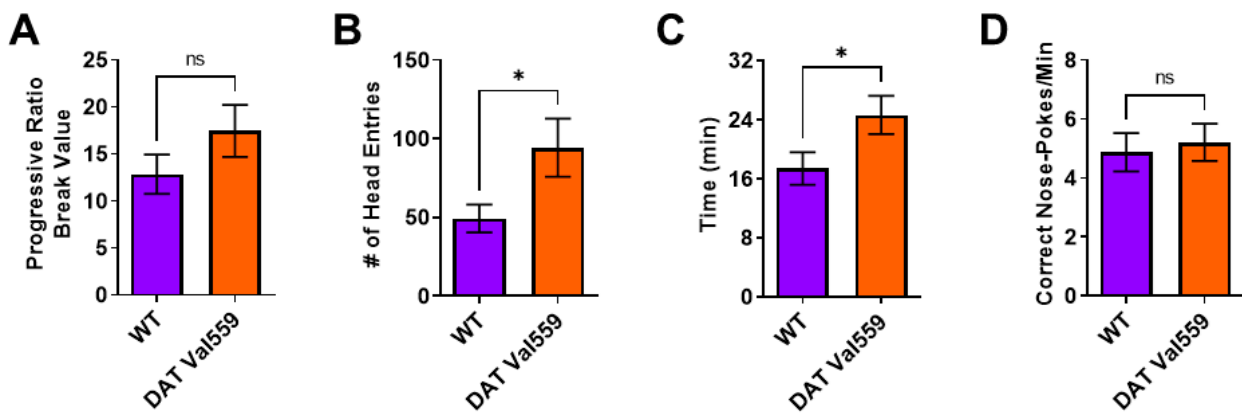 A
Progressive Ratio
Break Value
25
20
15
10
5
0
ns
WT
DAT Val559
B
# of Head Entries
150
100
50
0
*
WT
DAT Val559
C
Time (min)
32
24
16
8
0
*
WT
DAT Val559
D
Correct Nose-Pokes/Min
8
6
4
2
0
ns
WT
DAT Val559